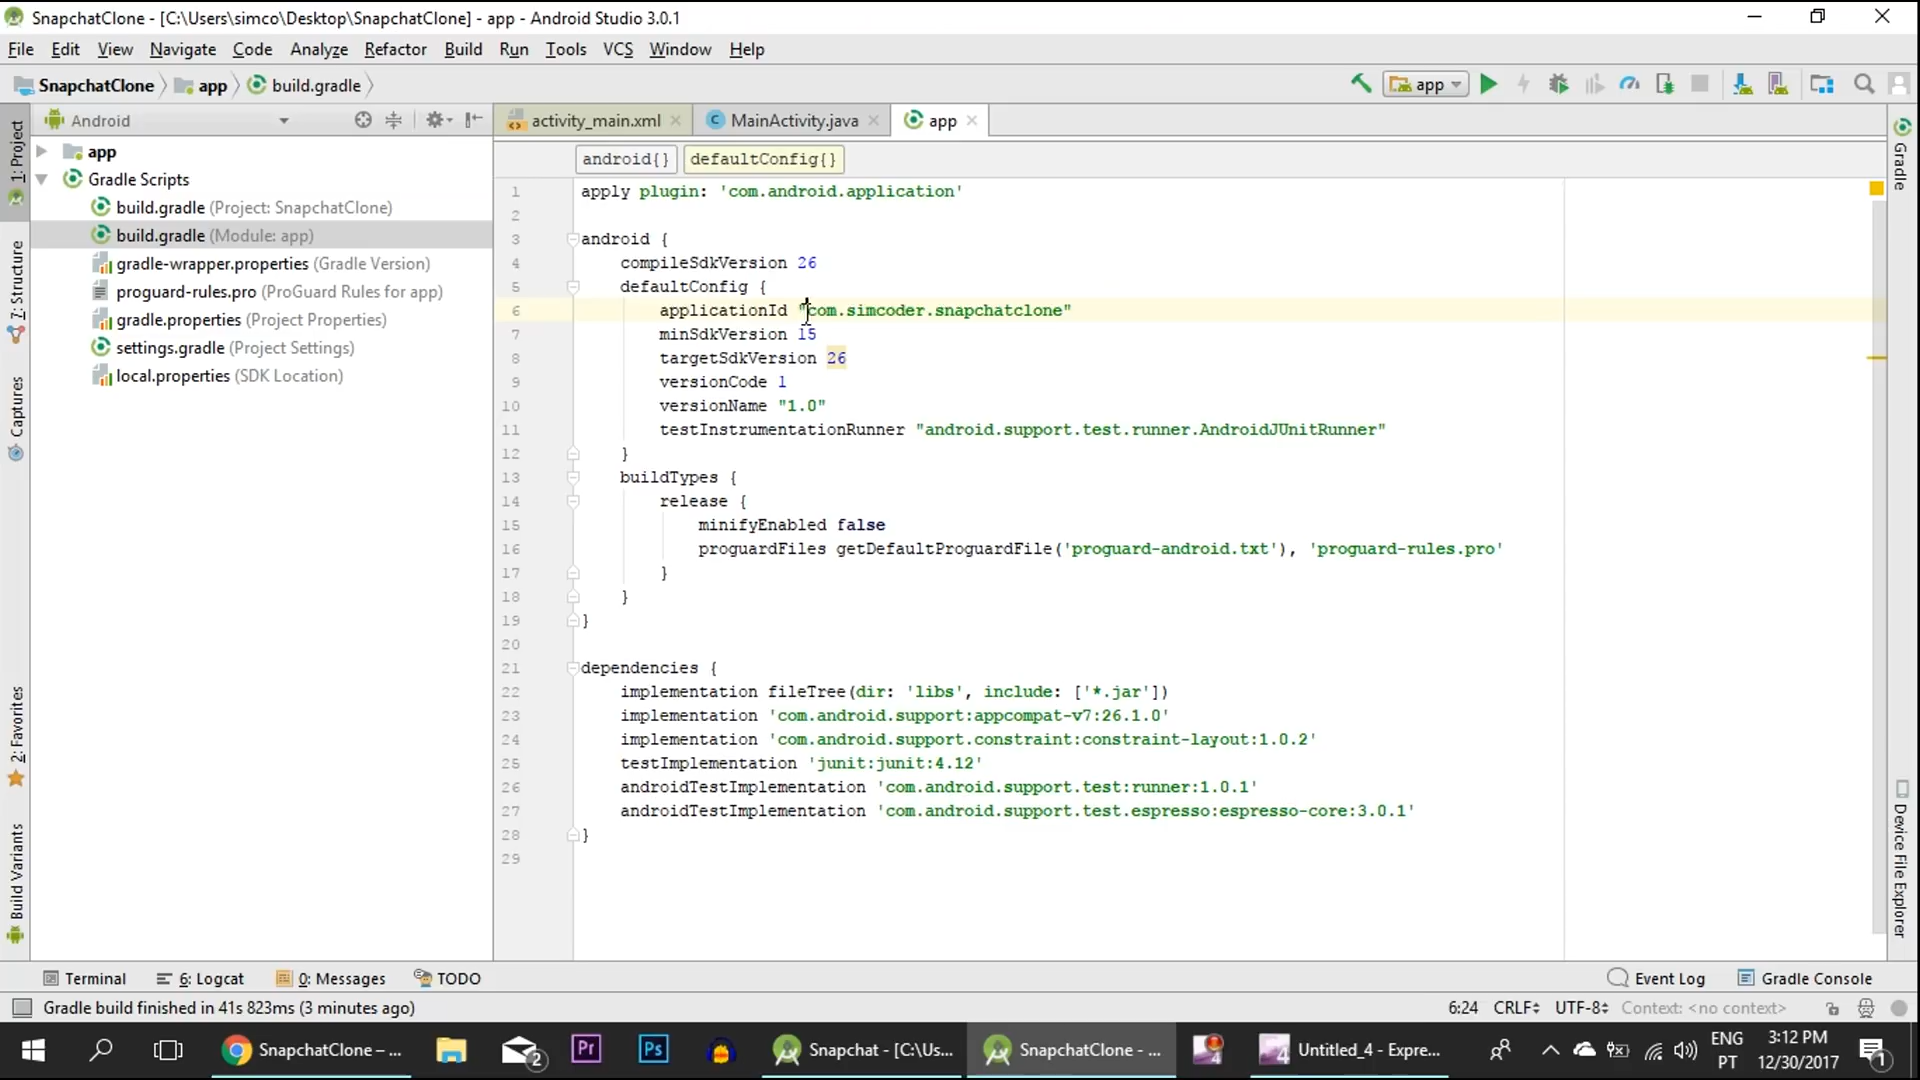 SnapchatClone - [C:\Users\simco\Desktop\SnapchatClone] - app - Android Studio 3.0.1
File Edit View Navigate Code Analyze Refactor Build Run Tools VCS Window Help
SnapchatClone app build.gradle
app
Android
activity_main.xml
MainActivity.java
app
1: Project
7: Structure
Captures
2: Favorites
Build Variants
app
Gradle Scripts
build.gradle (Project: SnapchatClone)
build.gradle (Module: app)
gradle-wrapper.properties (Gradle Version)
proguard-rules.pro (ProGuard Rules for app)
gradle.properties (Project Properties)
settings.gradle (Project Settings)
local.properties (SDK Location)
android{} defaultConfig{}
1 apply plugin: 'com.android.application'
2
3 android {
4 compileSdkVersion 26
5 defaultConfig {
6 applicationId "com.simcoder.snapchatclone"
7 minSdkVersion 15
8 targetSdkVersion 26
9 versionCode 1
10 versionName "1.0"
11 testInstrumentationRunner "android.support.test.runner.AndroidJUnitRunner"
12 }
13 buildTypes {
14 release {
15 minifyEnabled false
16 proguardFiles getDefaultProguardFile('proguard-android.txt'), 'proguard-rules.pro'
17 }
18 }
19 }
20
21 dependencies {
22 implementation fileTree(dir: 'libs', include: ['*.jar'])
23 implementation 'com.android.support:appcompat-v7:26.1.0'
24 implementation 'com.android.support.constraint:constraint-layout:1.0.2'
25 testImplementation 'junit:junit:4.12'
26 androidTestImplementation 'com.android.support.test:runner:1.0.1'
27 androidTestImplementation 'com.android.support.test.espresso:espresso-core:3.0.1'
28 }
29
Gradle
Device File Explorer
Terminal 6: Logcat 0: Messages TODO Event Log Gradle Console
Gradle build finished in 41s 823ms (3 minutes ago) 6:24 CRLF UTF-8 Context: <no context>
SnapchatClone – ...
2
Pr
Ps
Snapchat - [C:\Us...
SnapchatClone - ...
4
4
Untitled_4 - Expre...
ENG
PT
3:12 PM
12/30/2017
1